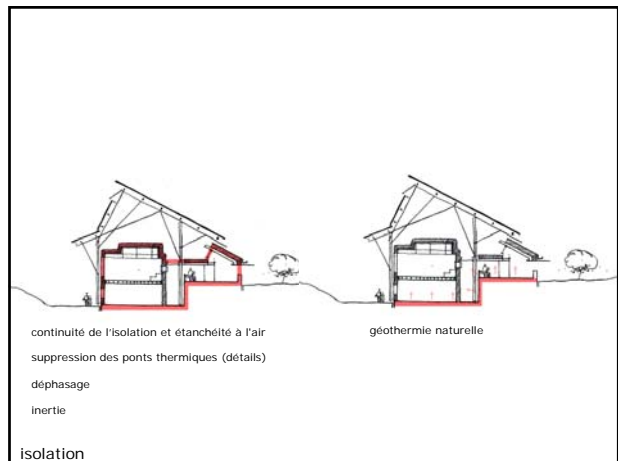 continuité de l'isolation et étanchéité à l'air
suppression des ponts thermiques (détails)
déphasage
inertie
géothermie naturelle
isolation